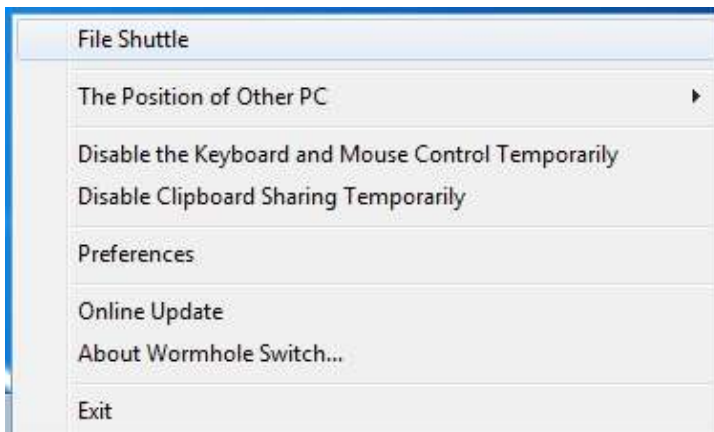 File Shuttle
The Position of Other PC
Disable the Keyboard and Mouse Control Temporarily
Disable Clipboard Sharing Temporarily
Preferences
Online Update
About Wormhole Switch...
Exit